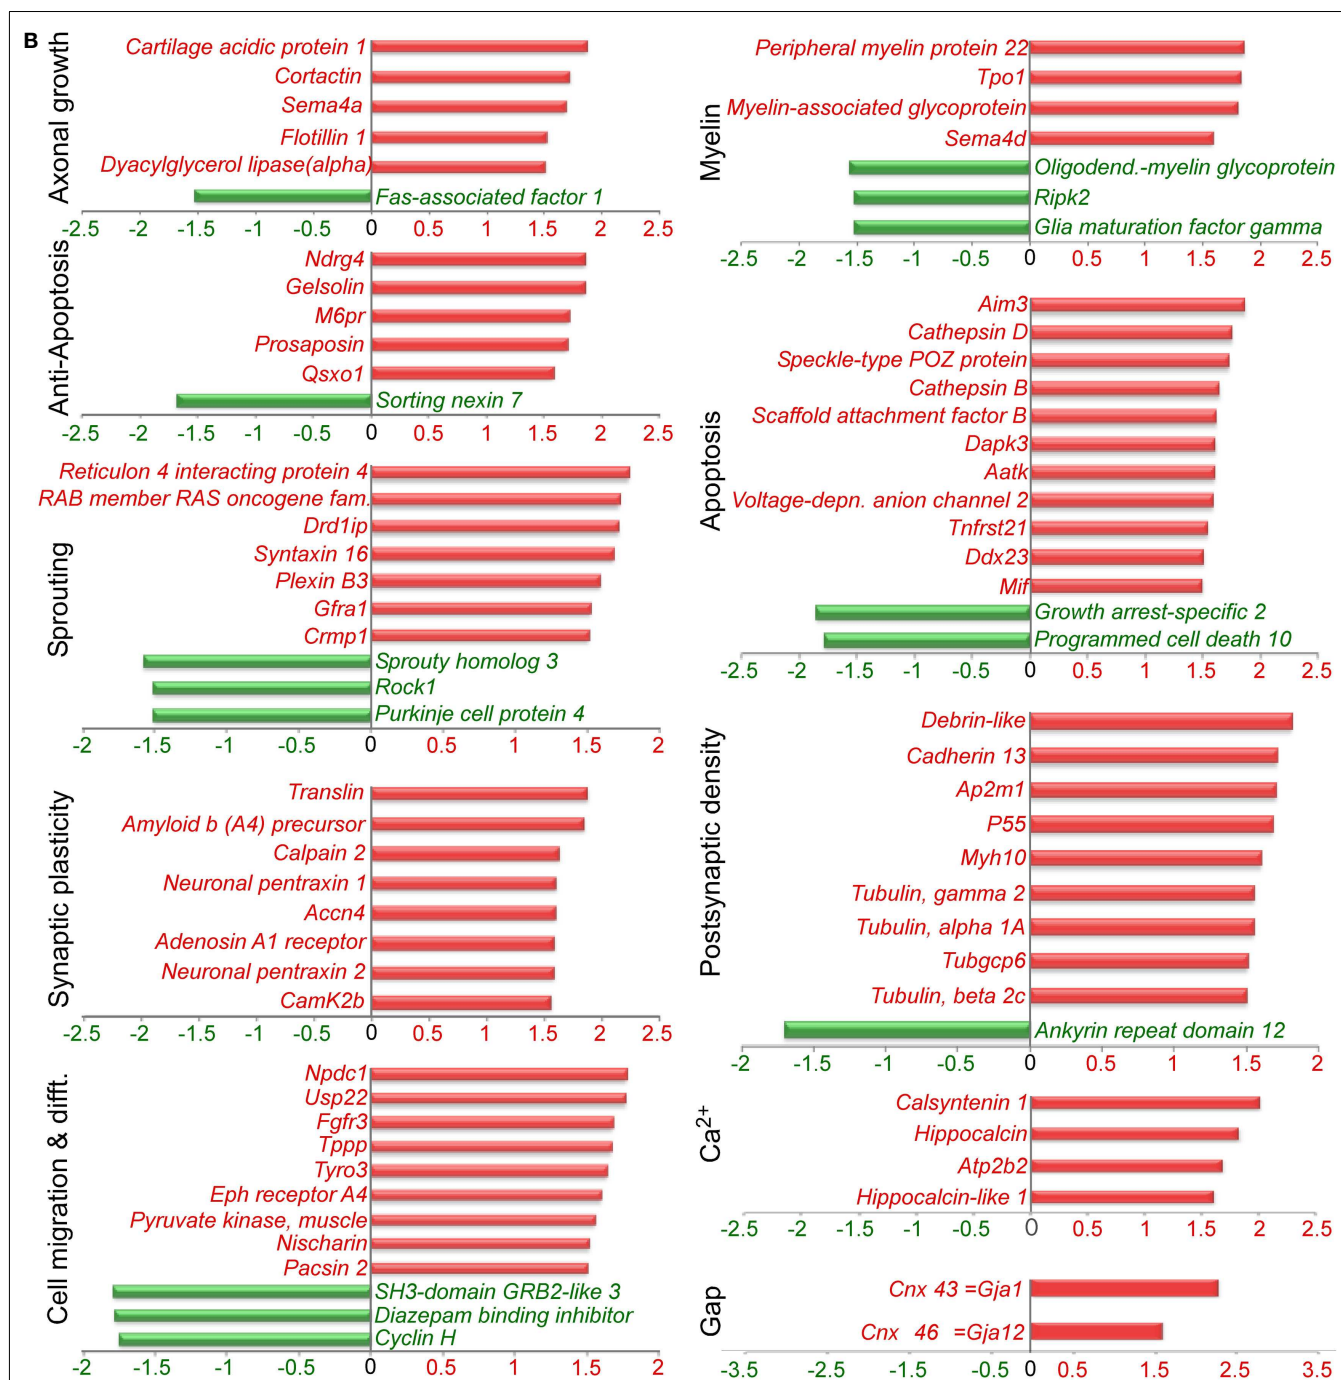 B
Axonal growth
Cartilage acidic protein 1
Cortactin
Sema4a
Flotillin 1
Dyacylglycerol lipase(alpha)
Fas-associated factor 1
-2.5 -2 -1.5 -1 -0.5 0 0.5 1 1.5 2 2.5
Anti-Apoptosis
Ndrg4
Gelsolin
M6pr
Prosaposin
Qsxo1
Sorting nexin 7
-2.5 -2 -1.5 -1 -0.5 0 0.5 1 1.5 2 2.5
Sprouting
Reticulon 4 interacting protein 4
RAB member RAS oncogene fam.
Drd1ip
Syntaxin 16
Plexin B3
Gfra1
Crmp1
Sprouty homolog 3
Rock1
Purkinje cell protein 4
-2 -1.5 -1 -0.5 0 0.5 1 1.5 2
Synaptic plasticity
Translin
Amyloid b (A4) precursor
Calpain 2
Neuronal pentraxin 1
Accn4
Adenosin A1 receptor
Neuronal pentraxin 2
CamK2b
-2.5 -2 -1.5 -1 -0.5 0 0.5 1 1.5 2 2.5
Cell migration & difft.
Npdc1
Usp22
Fgfr3
Tppp
Tyro3
Eph receptor A4
Pyruvate kinase, muscle
Nischarin
Pacsin 2
SH3-domain GRB2-like 3
Diazepam binding inhibitor
Cyclin H
-2 -1.5 -1 -0.5 0 0.5 1 1.5 2
Myelin
Peripheral myelin protein 22
Tpo1
Myelin-associated glycoprotein
Sema4d
Oligodend.-myelin glycoprotein
Ripk2
Glia maturation factor gamma
-2.5 -2 -1.5 -1 -0.5 0 0.5 1 1.5 2 2.5
Apoptosis
Aim3
Cathepsin D
Speckle-type POZ protein
Cathepsin B
Scaffold attachment factor B
Dapk3
Aatk
Voltage-depn. anion channel 2
Tnfrst21
Ddx23
Mif
Growth arrest-specific 2
Programmed cell death 10
-2.5 -2 -1.5 -1 -0.5 0 0.5 1 1.5 2 2.5
Postsynaptic density
Debrin-like
Cadherin 13
Ap2m1
P55
Myh10
Tubulin, gamma 2
Tubulin, alpha 1A
Tubgcp6
Tubulin, beta 2c
Ankyrin repeat domain 12
-2 -1.5 -1 -0.5 0 0.5 1 1.5 2
Ca2+
Calsyntenin 1
Hippocalcin
Atp2b2
Hippocalcin-like 1
-2.5 -2 -1.5 -1 -0.5 0 0.5 1 1.5 2 2.5
Gap
Cnx 43 =Gja1
Cnx 46 =Gja12
-3.5 -2.5 -1.5 -0.5 0 0.5 1.5 2.5 3.5